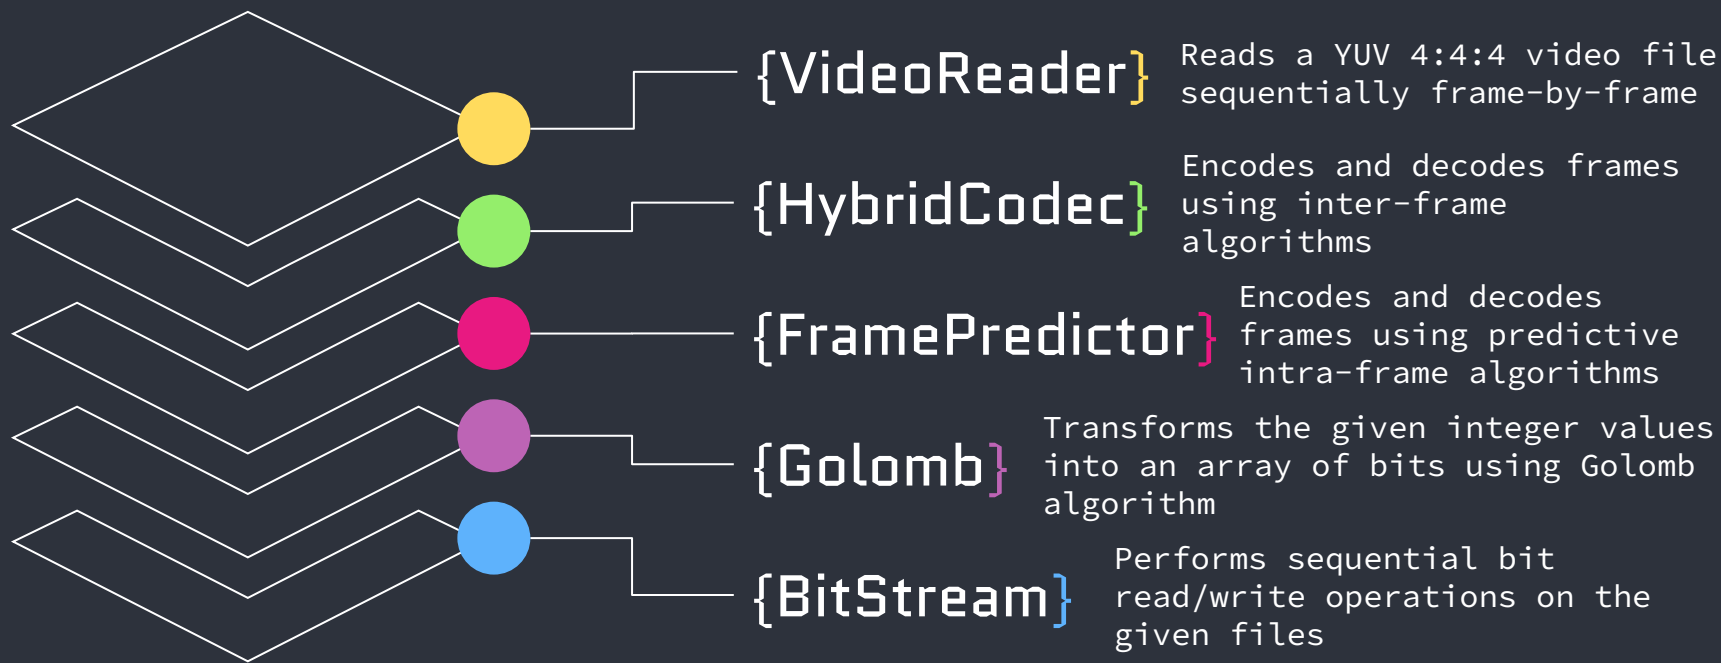 {VideoReader}
Reads a YUV 4:4:4 video file
sequentially frame-by-frame
{HybridCodec}
Encodes and decodes frames
using inter-frame
algorithms
{FramePredictor}
Encodes and decodes
frames using predictive
intra-frame algorithms
{Golomb}
Transforms the given integer values
into an array of bits using Golomb
algorithm
{BitStream}
Performs sequential bit
read/write operations on the
given files